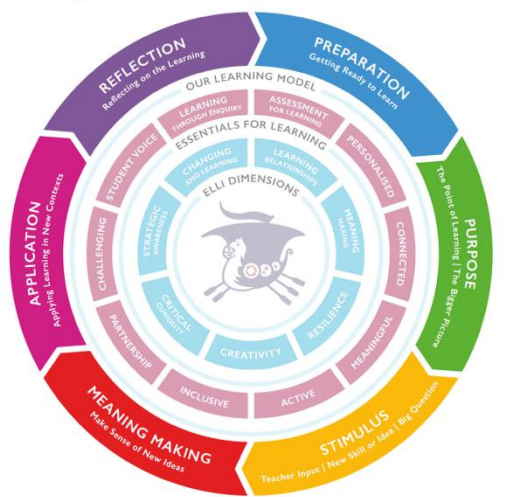 PREPARATION
Getting Ready to Learn
PURPOSE
The Point of Learning | The Bigger Picture
STIMULUS
Teacher Input | New Skill or Idea | Big Question
MEANING MAKING
Make Sense of New Ideas
APPLICATION
Applying Learning in New Contexts
REFLECTION
Reflecting on the Learning
OUR LEARNING MODEL
ASSESSMENT
FOR LEARNING
PERSONALISED
CONNECTED
MEANINGFUL
ACTIVE
INCLUSIVE
PARTNERSHIP
CHALLENGING
STUDENT VOICE
LEARNING
THROUGH ENQUIRY
ESSENTIALS FOR LEARNING
LEARNING
RELATIONSHIPS
MEANING
MAKING
RESILIENCE
CREATIVITY
CRITICAL
CURIOSITY
STRATEGIC
AWARENESS
CHANGING
AND LEARNING
ELLI DIMENSIONS